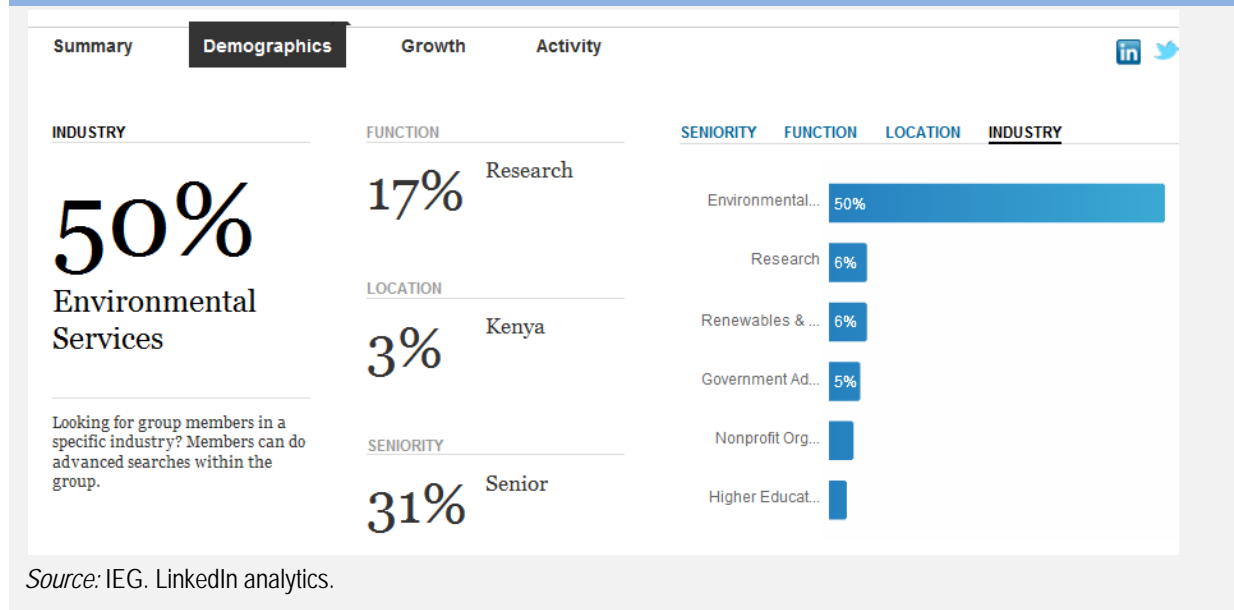 Summary Demographics Growth Activity
in
INDUSTRY
50%
Environmental
Services
Looking for group members in a
specific industry? Members can do
advanced searches within the
group.
FUNCTION
17% Research
LOCATION
3% Kenya
SENIORITY
31% Senior
SENIORITY FUNCTION LOCATION INDUSTRY
Environmental... 50%
Research 6%
Renewables & ... 6%
Government Ad... 5%
Nonprofit Org...
Higher Educat...
Source: IEG. LinkedIn analytics.